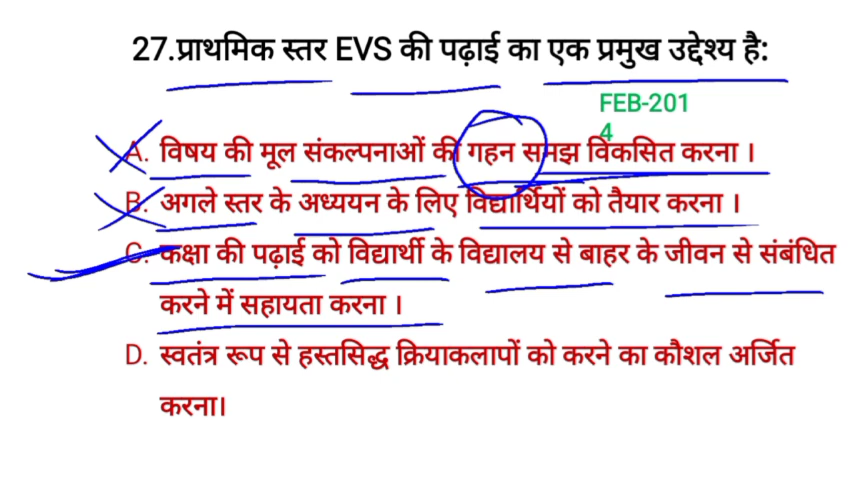 27.प्राथमिक स्तर EVS की पढ़ाई का एक प्रमुख उद्देश्य है:
FEB-201
4
A. विषय की मूल संकल्पनाओं की गहन समझ विकसित करना ।
B. अगले स्तर के अध्ययन के लिए विद्यार्थियों को तैयार करना ।
C. कक्षा की पढ़ाई को विद्यार्थी के विद्यालय से बाहर के जीवन से संबंधित
करने में सहायता करना ।
D. स्वतंत्र रूप से हस्तसिद्ध क्रियाकलापों को करने का कौशल अर्जित
करना।